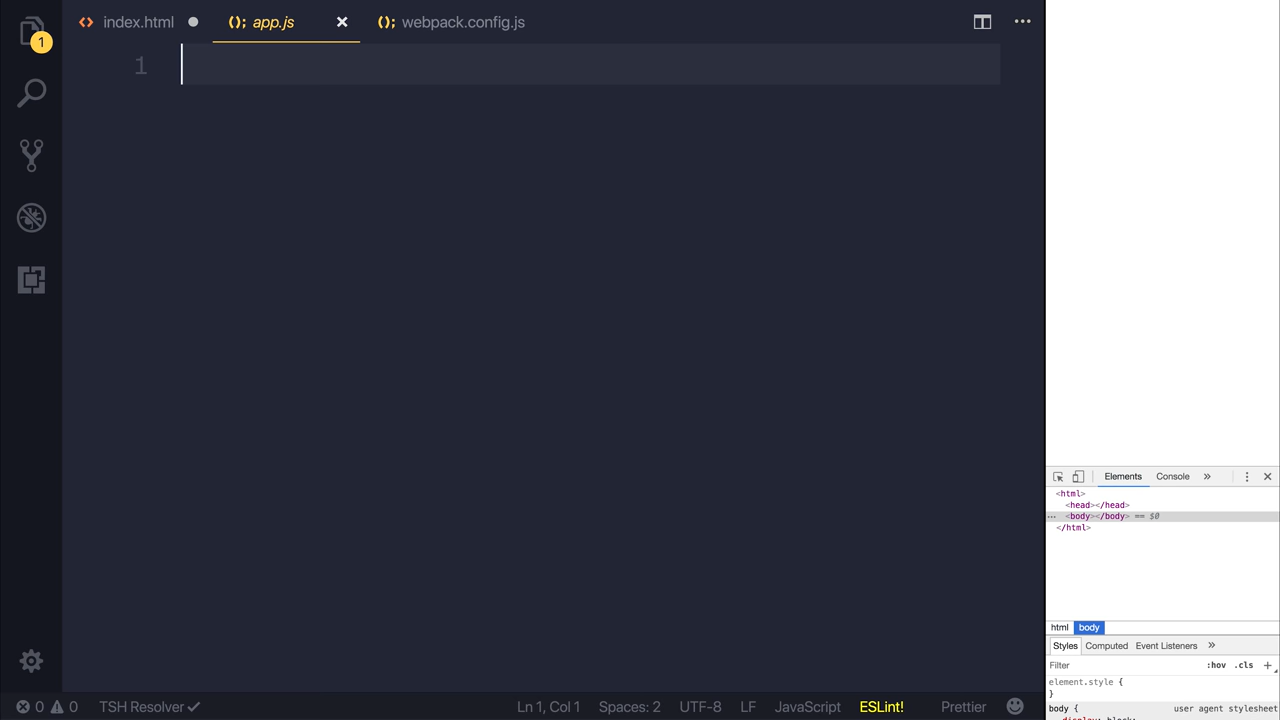 index.html
(); app.js
(); webpack.config.js
1
1
Elements
Console
<html>
<head></head>
<body></body> == $0
</html>
html
body
Styles
Computed
Event Listeners
Filter
:hov .cls
element.style {
}
body {
user agent stylesheet
0 0
TSH Resolver
Ln 1, Col 1
Spaces: 2
UTF-8
LF
JavaScript
ESLint!
Prettier